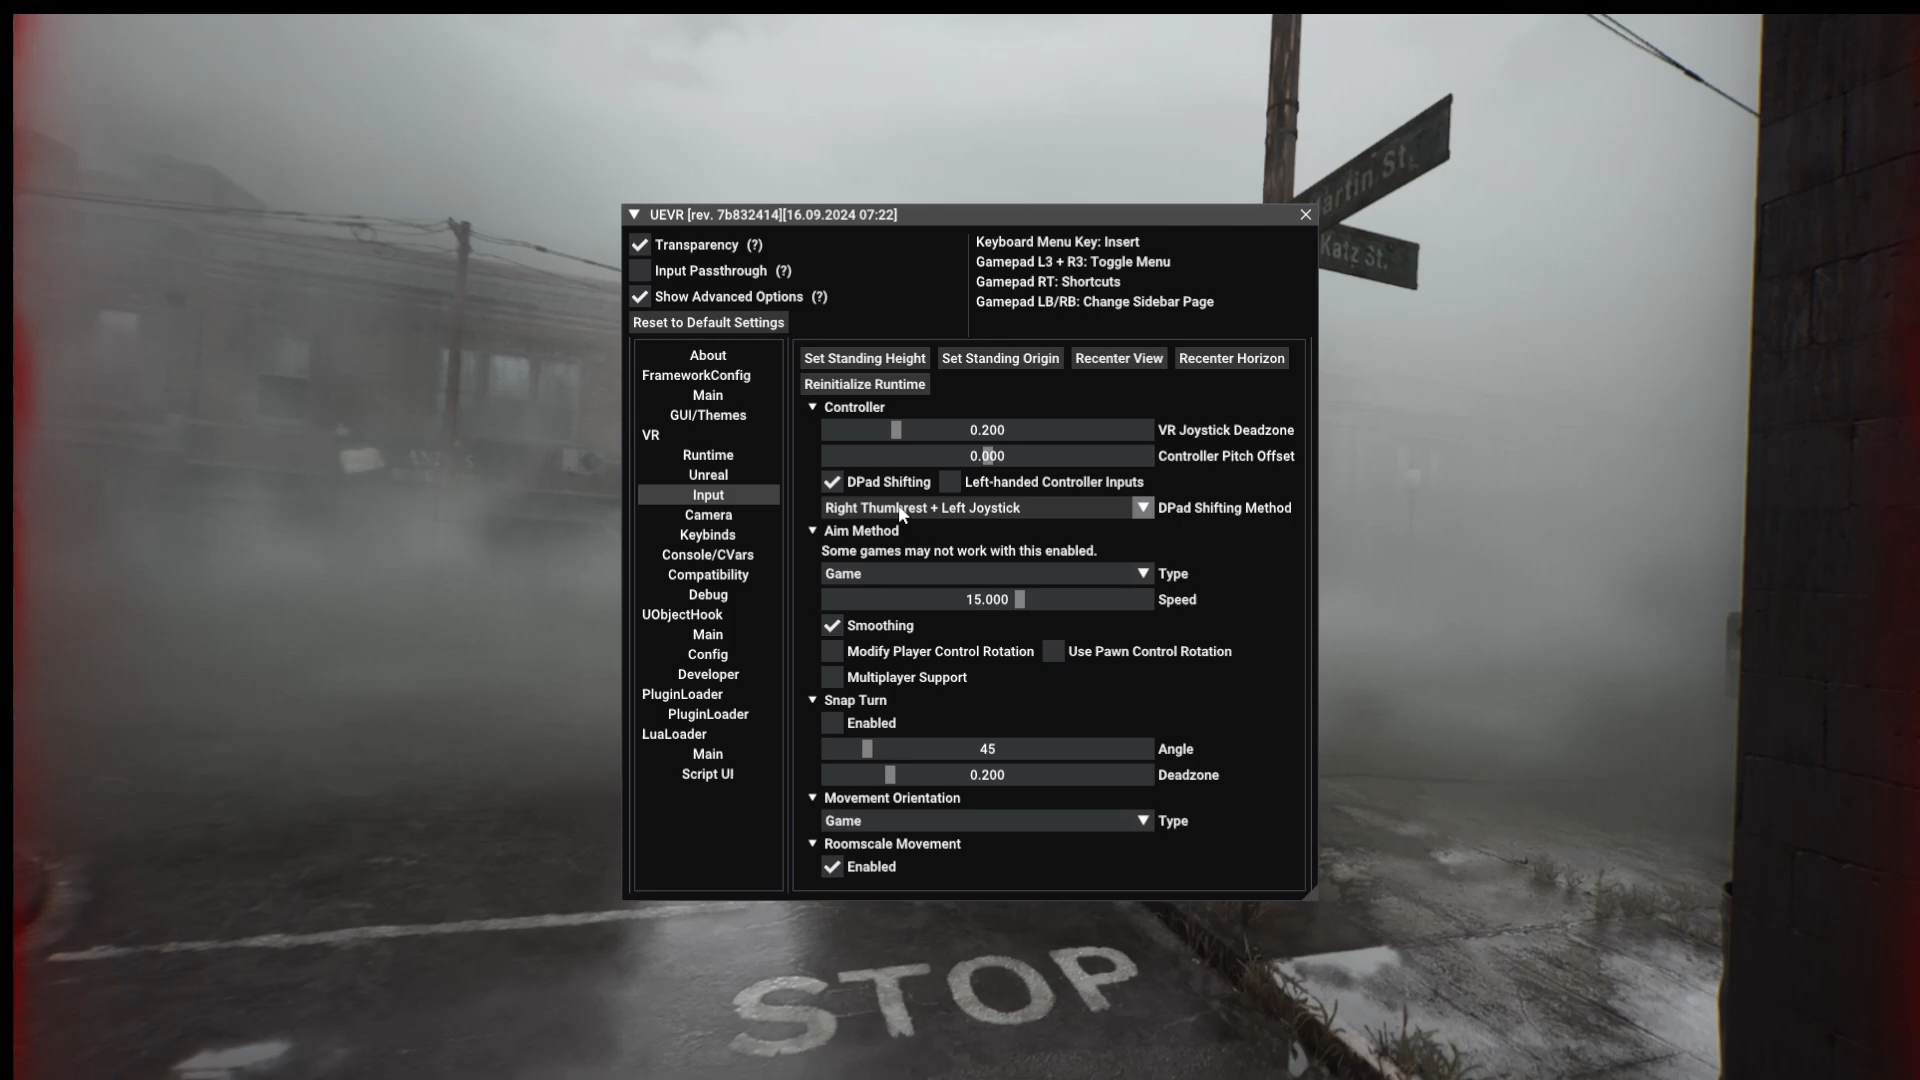 UEVR [rev. 7b832414][16.09.2024 07:22]
Transparency (?)
Input Passthrough (?)
Show Advanced Options (?)
Reset to Default Settings
Keyboard Menu Key: Insert
Gamepad L3 + R3: Toggle Menu
Gamepad RT: Shortcuts
Gamepad LB/RB: Change Sidebar Page
About
FrameworkConfig
Main
GUI/Themes
VR
Runtime
Unreal
Input
Camera
Keybinds
Console/CVars
Compatibility
Debug
UObjectHook
Main
Config
Developer
PluginLoader
PluginLoader
LuaLoader
Main
Script UI
Set Standing Height Set Standing Origin Recenter View Recenter Horizon
Reinitialize Runtime
Controller
0.200 VR Joystick Deadzone
0.000 Controller Pitch Offset
DPad Shifting Left-handed Controller Inputs
Right Thumbrest + Left Joystick DPad Shifting Method
Aim Method
Some games may not work with this enabled.
Game Type
15.000 Speed
Smoothing
Modify Player Control Rotation Use Pawn Control Rotation
Multiplayer Support
Snap Turn
Enabled
45 Angle
0.200 Deadzone
Movement Orientation
Game Type
Roomscale Movement
Enabled
Martin St.
Katz St.
STOP